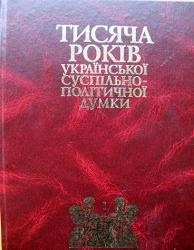 ТИСЯЧА
РОКІВ
УКРАЇНСЬКОЇ
СУСПІЛЬНО-
ПОЛІТИЧНОЇ
ДУМКИ